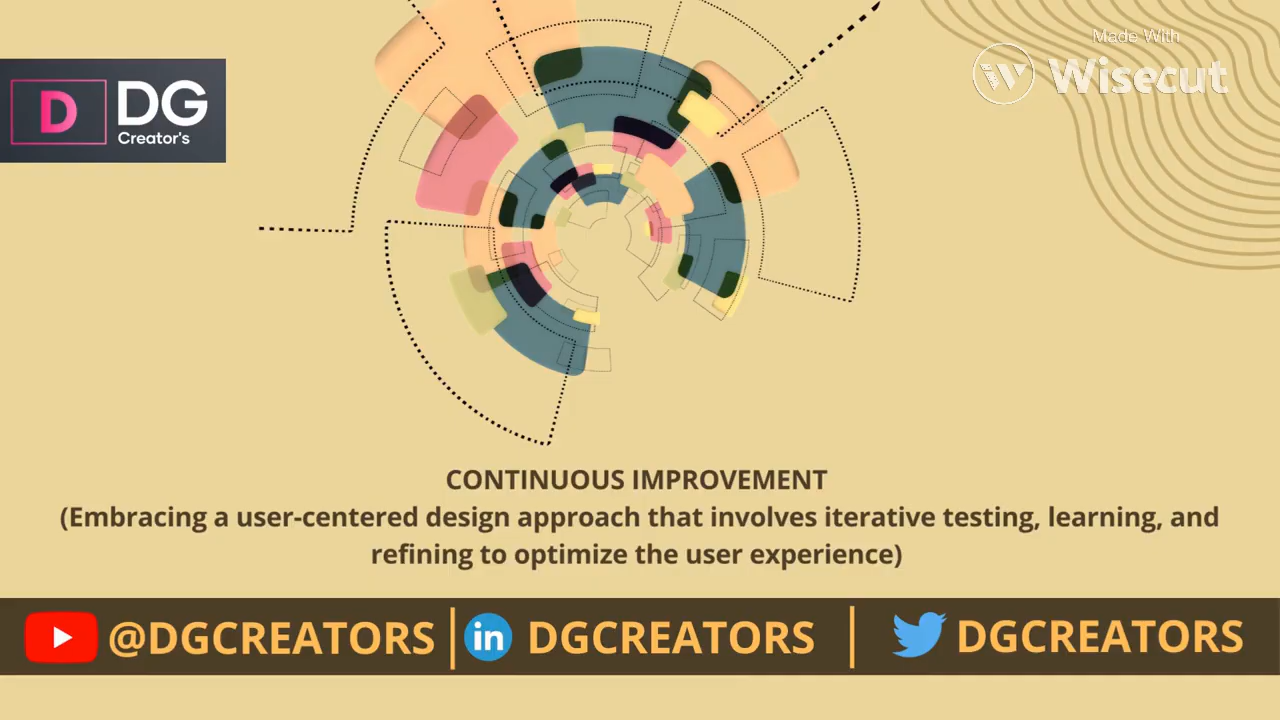 Made With
Wisecut
D DG
Creator's
CONTINUOUS IMPROVEMENT
(Embracing a user-centered design approach that involves iterative testing, learning, and
refining to optimize the user experience)
@DGCREATORS in DGCREATORS DGCREATORS